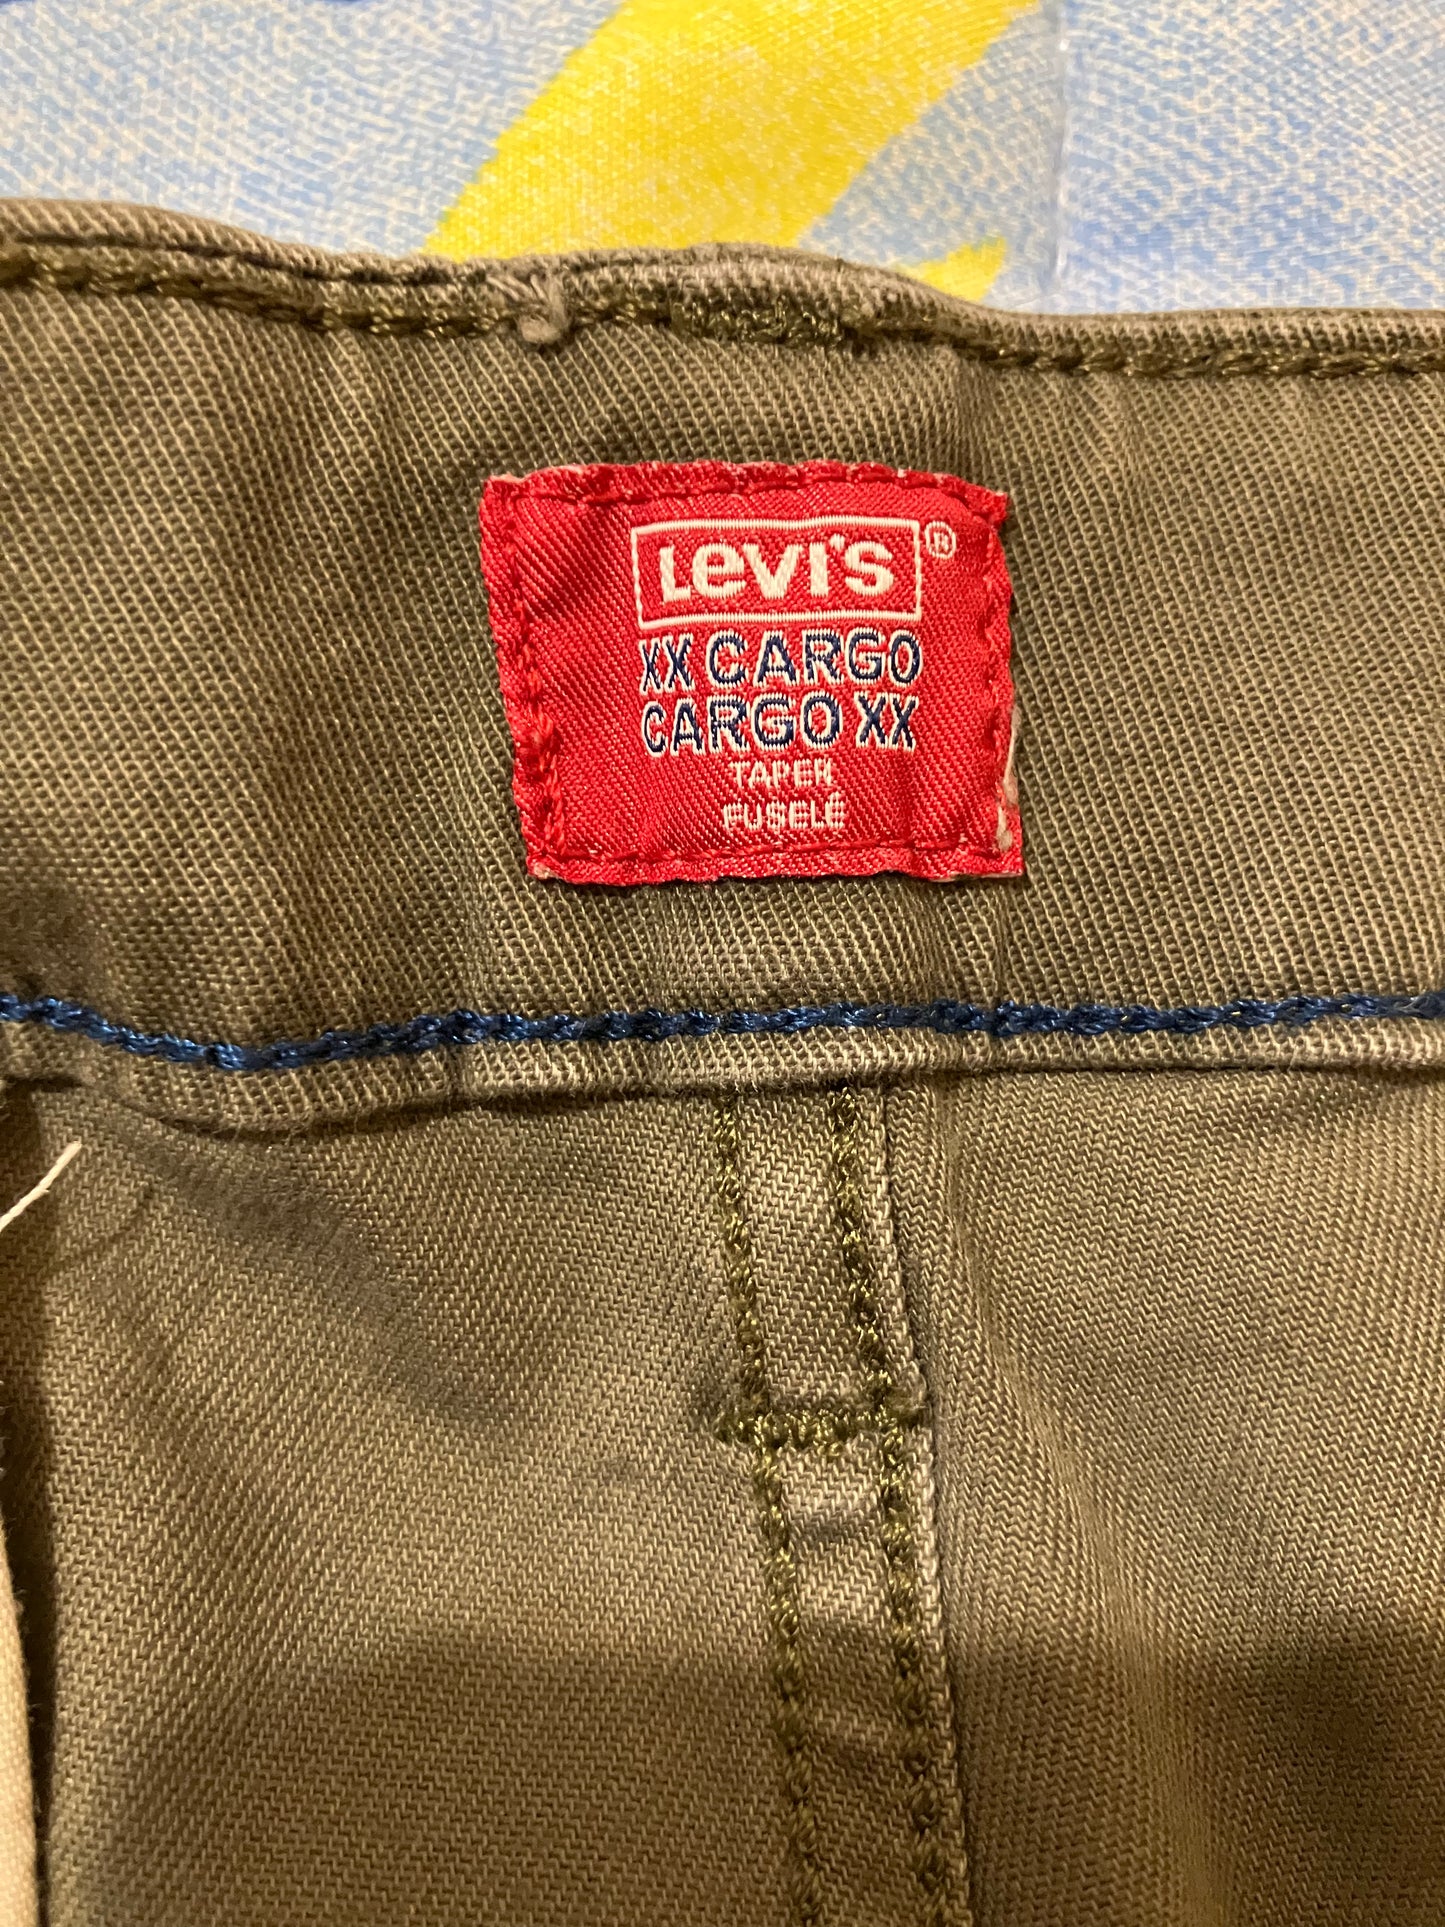 Levi's®
XX CARGO
CARGO XX
TAPER
FUSELÉ